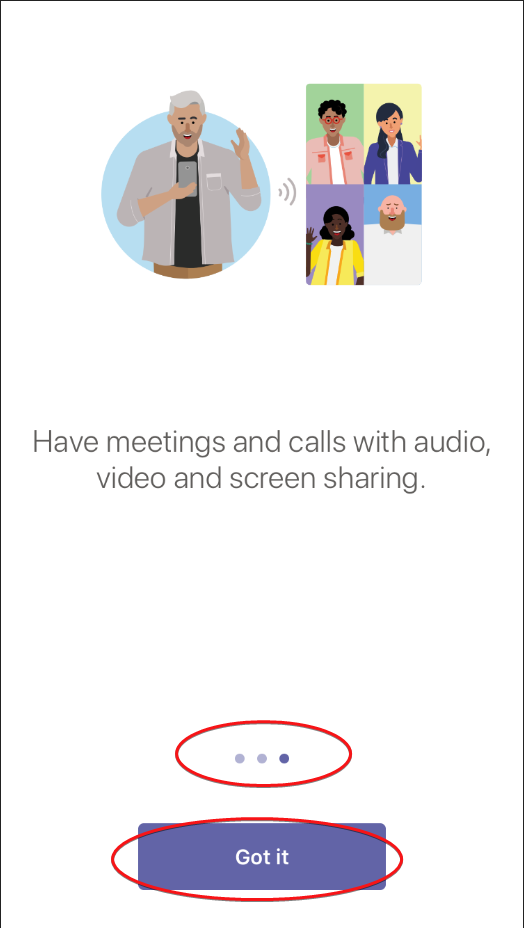 Have meetings and calls with audio,
video and screen sharing.
Got it